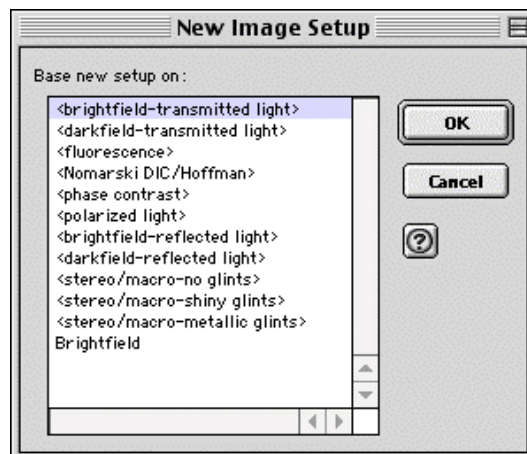 New Image Setup
Base new setup on:
<brightfield-transmitted light>
<darkfield-transmitted light>
<fluorescence>
<Nomarski DIC/Hoffman>
<phase contrast>
<polarized light>
<brightfield-reflected light>
<darkfield-reflected light>
<stereo/macro-no glints>
<stereo/macro-shiny glints>
<stereo/macro-metallic glints>
Brightfield
OK
Cancel
?